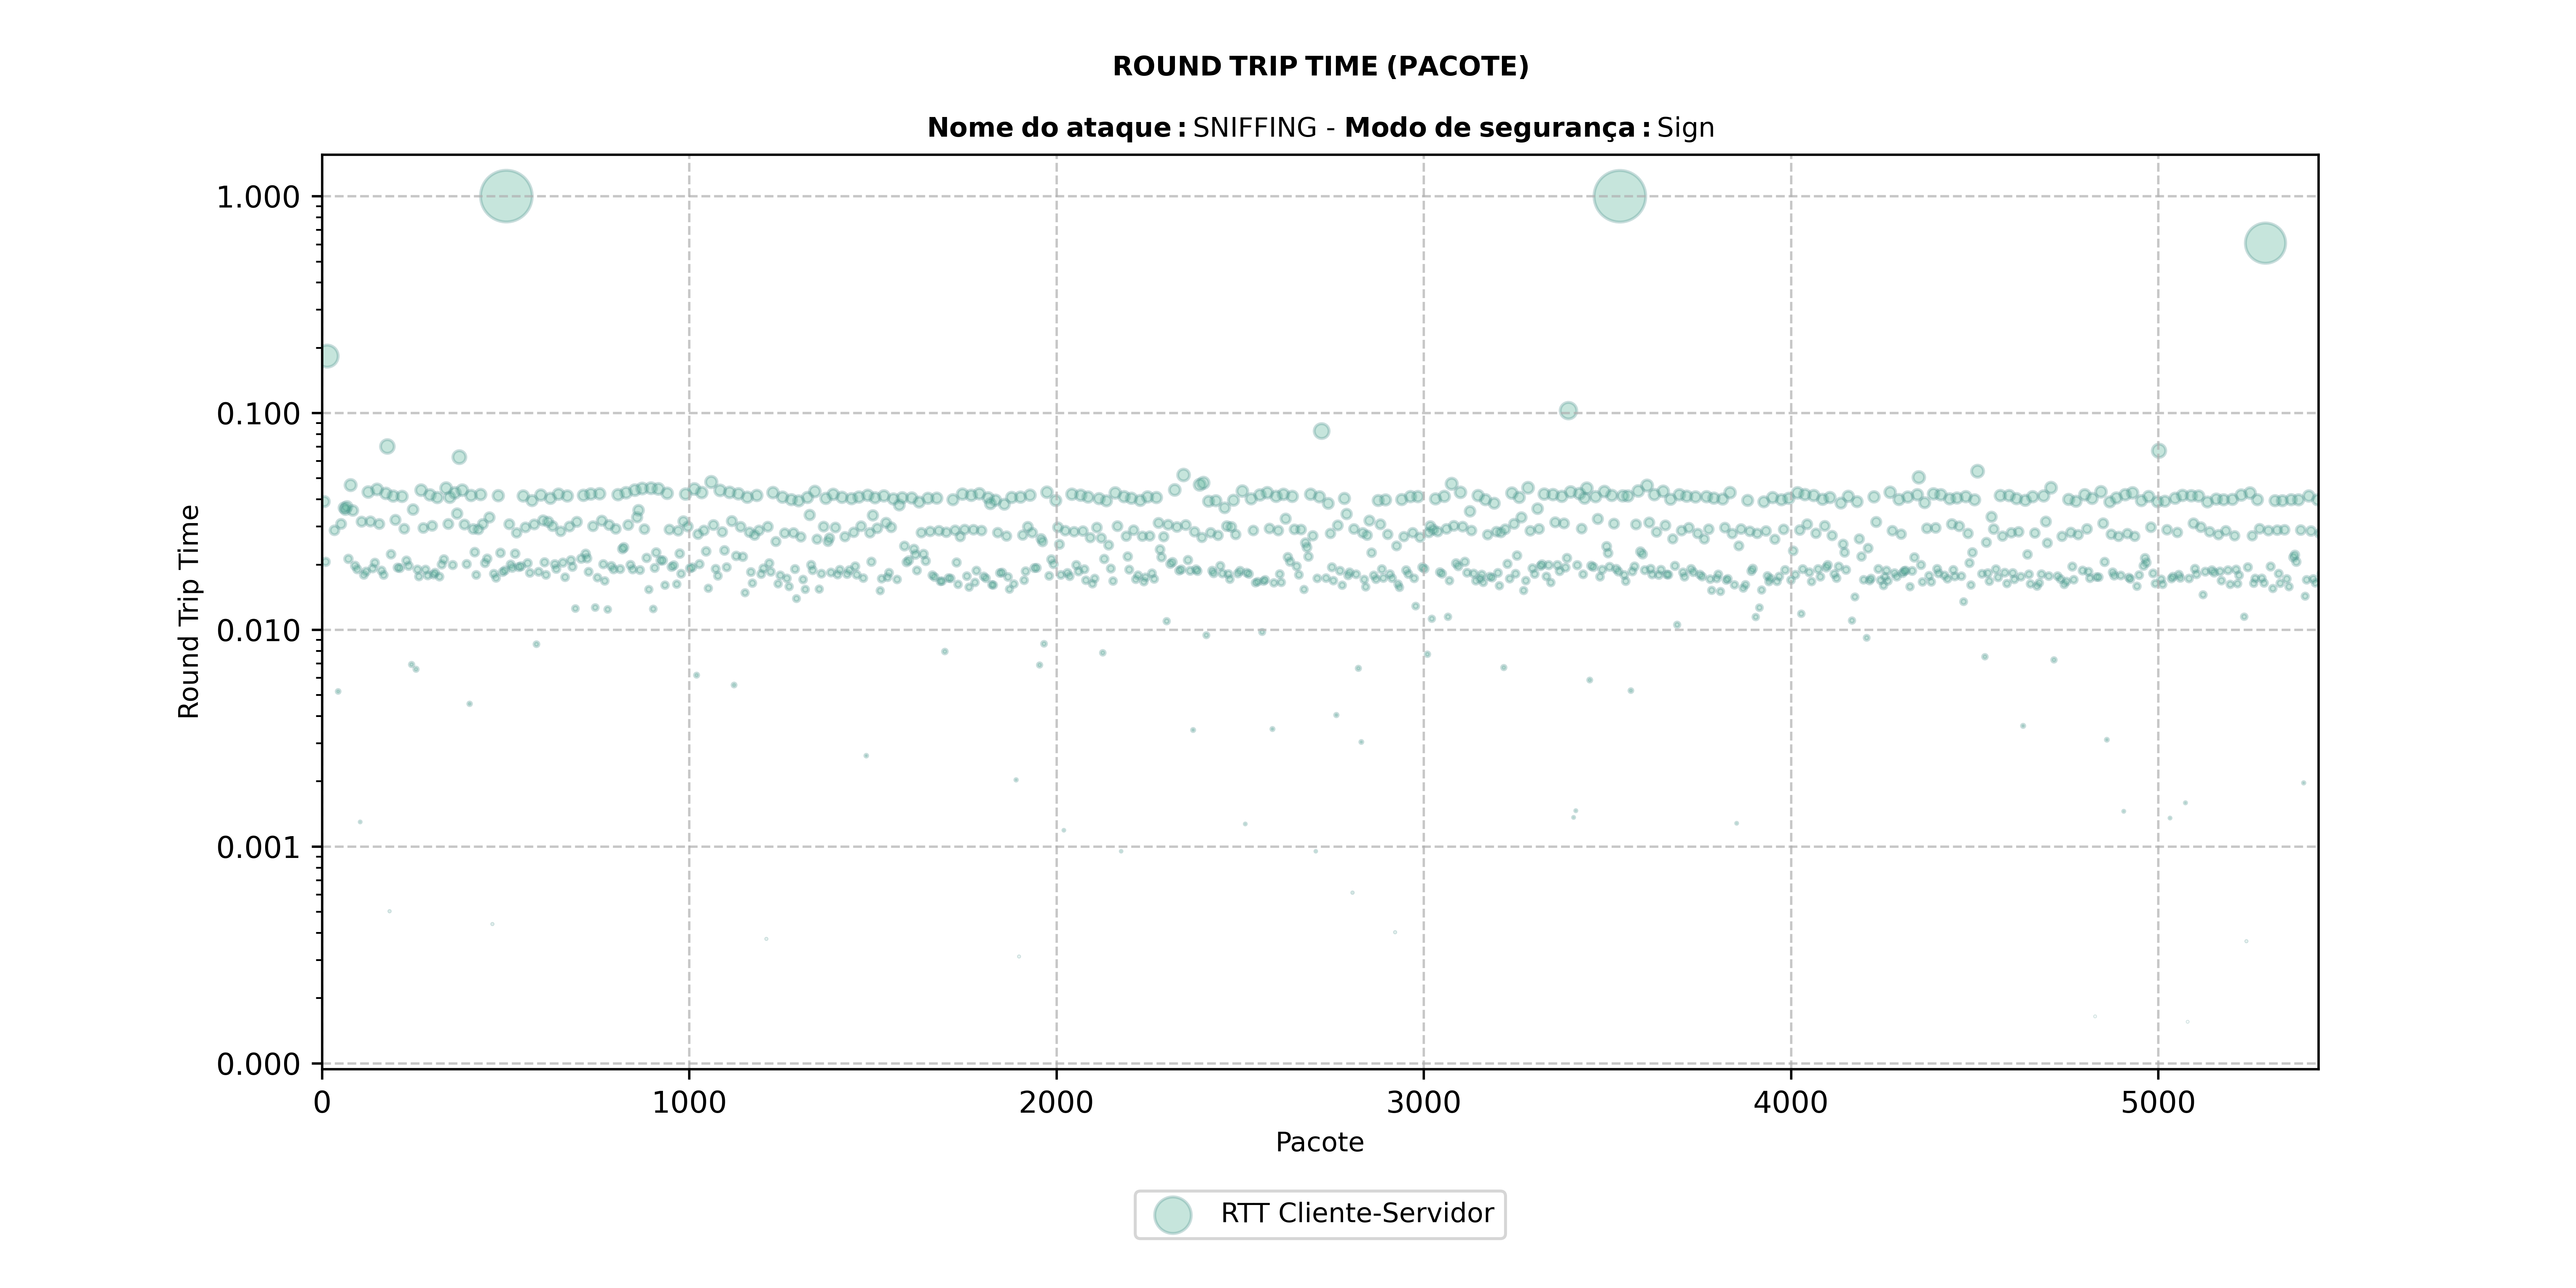 ROUND TRIP TIME (PACOTE)
Nome do ataque: SNIFFING - Modo de segurança: Sign
Round Trip Time
1.000
0.100
0.010
0.001
0.000
0 1000 2000 3000 4000 5000
Pacote
RTT Cliente-Servidor